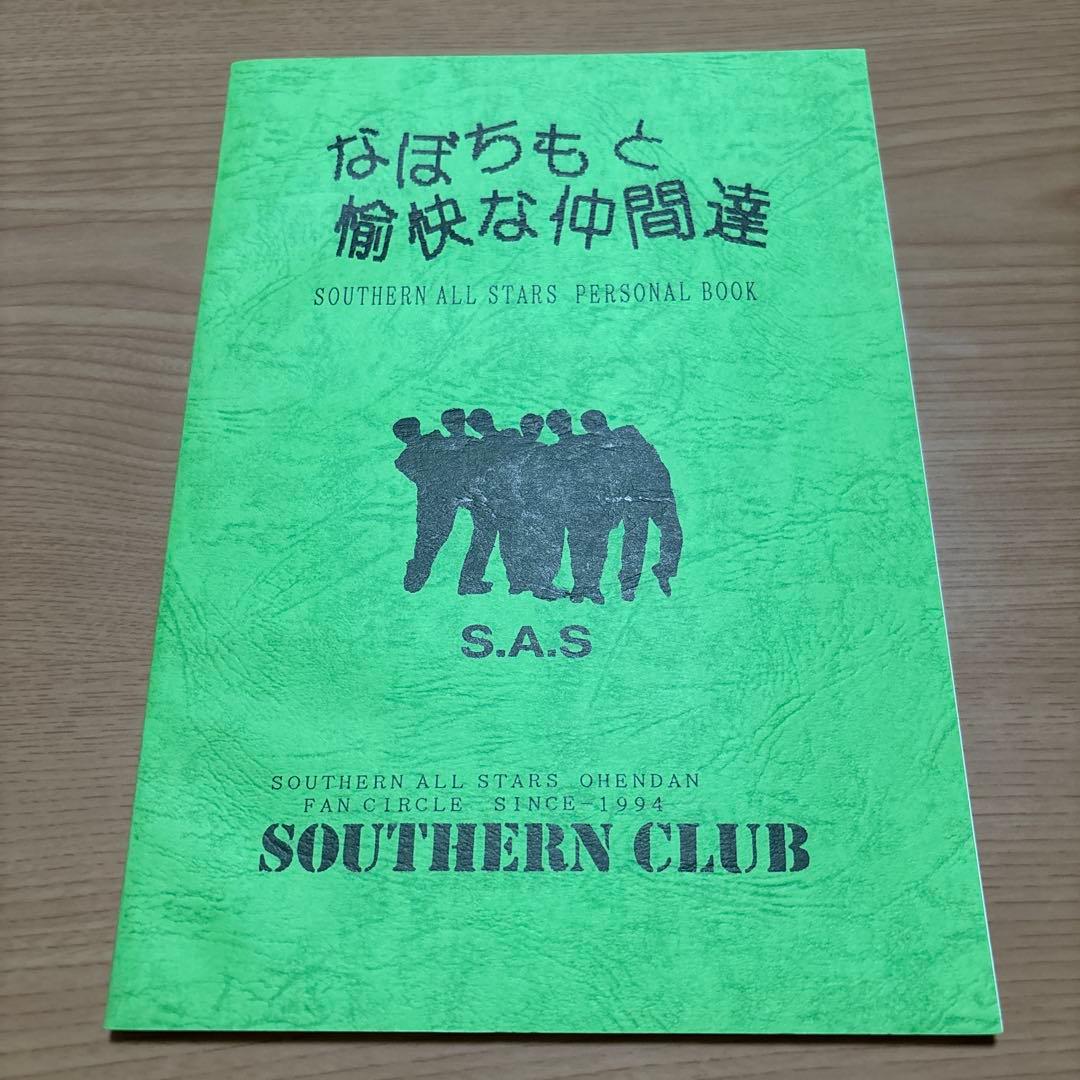 なぼちもと
愉快な仲間達
SOUTHERN ALL STARS PERSONAL BOOK
S.A.S
SOUTHERN ALL STARS OHENDAN
FAN CIRCLE SINCE-1994
SOUTHERN CLUB